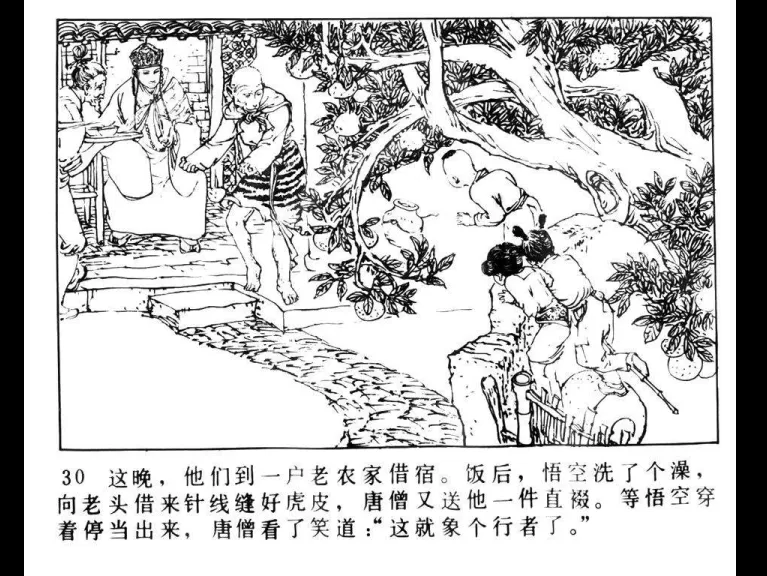 30 这晚，他们到一户老农家借宿。饭后，悟空洗了个澡，
向老头借来针线缝好虎皮，唐僧又送他一件直裰。等悟空穿
着停当出来，唐僧看了笑道：“这就象个行者了。”